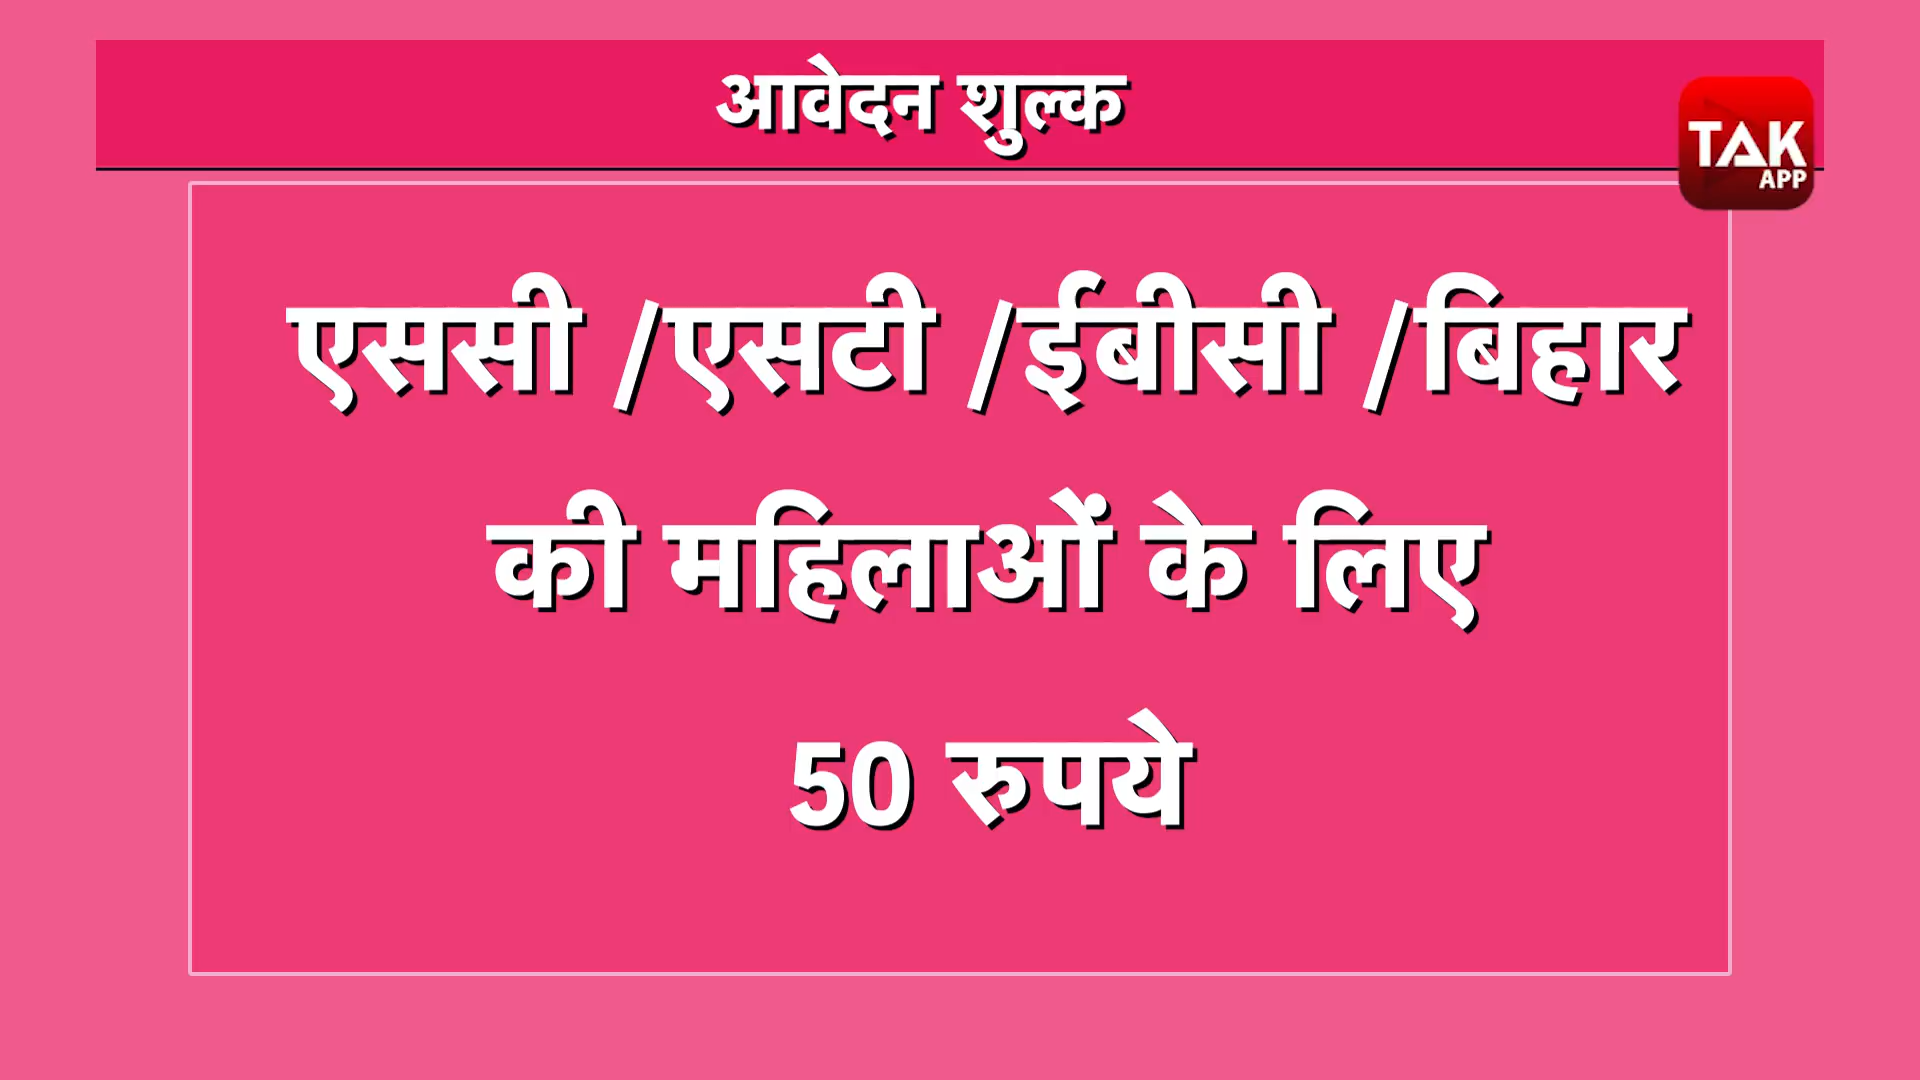 आवेदन शुल्क
TAK
APP
एससी /एसटी /ईबीसी /बिहार
की महिलाओं के लिए
50 रुपये